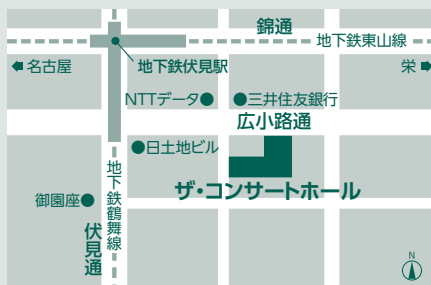 錦通
地下鉄東山線
名古屋
地下鉄伏見駅
栄
NTTデータ
三井住友銀行
広小路通
日土地ビル
地下鉄鶴舞線
ザ・コンサートホール
御園座
伏見通
N